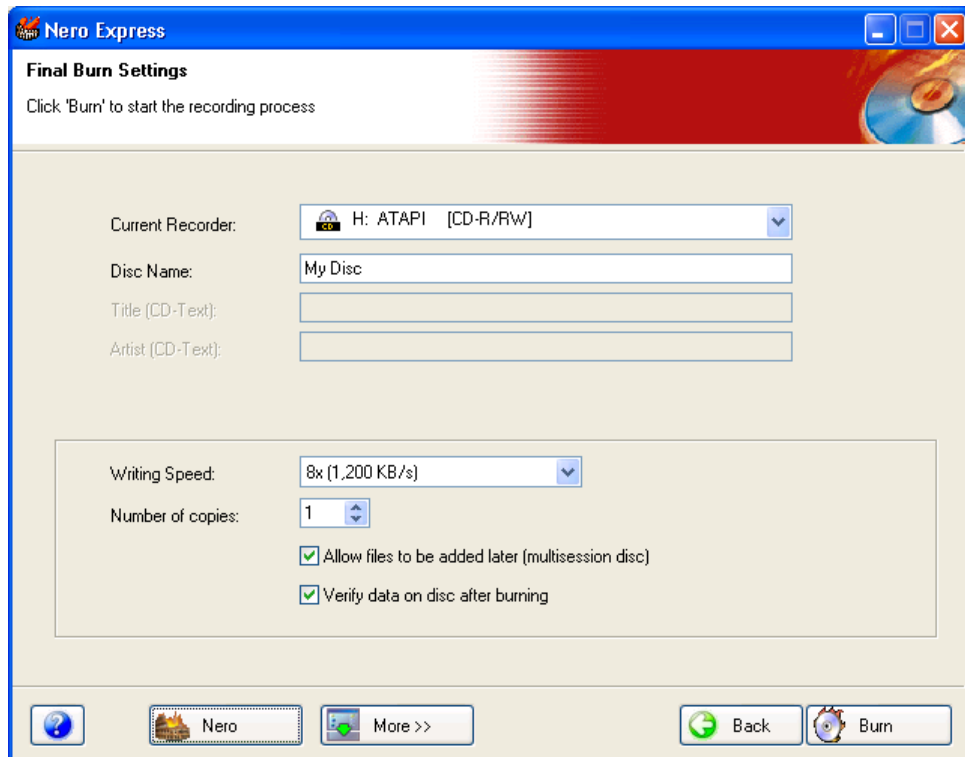 Nero Express
Final Burn Settings
Click 'Burn' to start the recording process
Current Recorder: H: ATAPI [CD-R/RW]
Disc Name: My Disc
Title (CD-Text):
Artist (CD-Text):
Writing Speed: 8x (1,200 KB/s)
Number of copies: 1
Allow files to be added later (multisession disc)
Verify data on disc after burning
? Nero More >> Back Burn